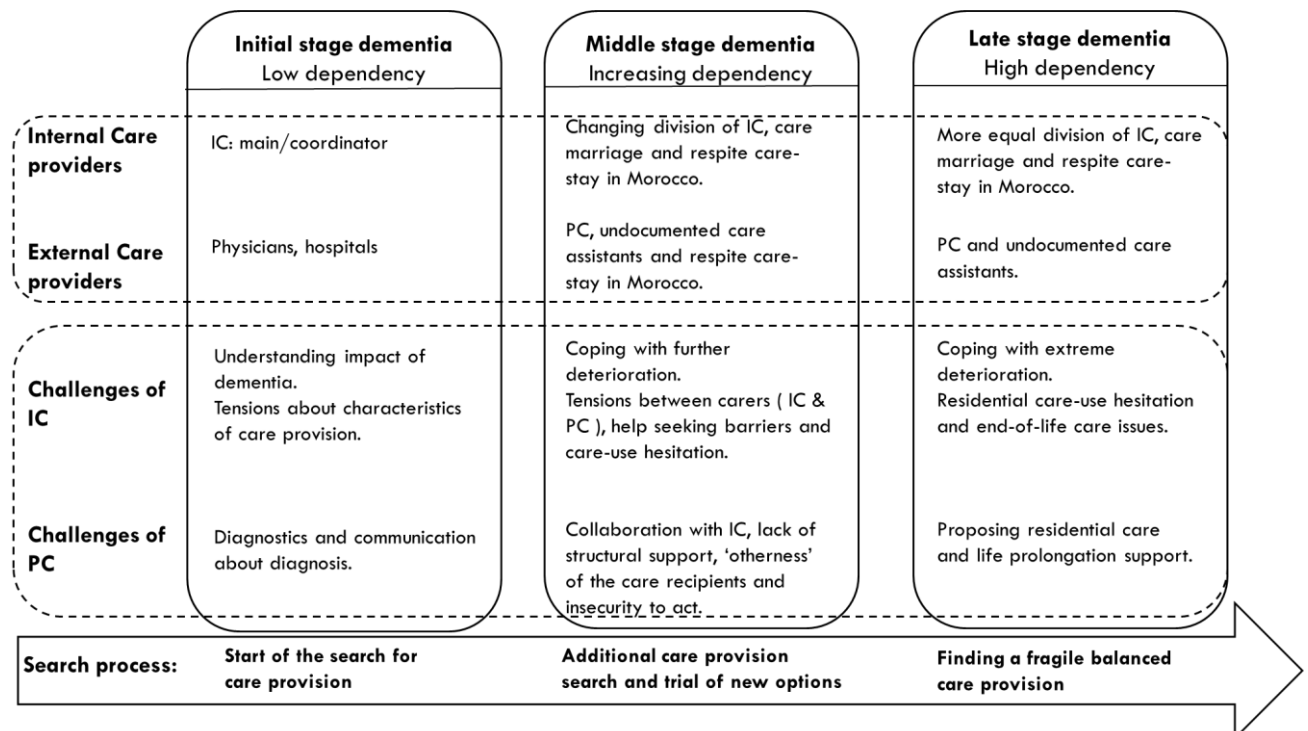 Initial stage dementia
Low dependency
Middle stage dementia
Increasing dependency
Late stage dementia
High dependency
Internal Care
providers
IC: main/coordinator
Changing division of IC, care
marriage and respite care-
stay in Morocco.
More equal division of IC, care
marriage and respite care-
stay in Morocco.
External Care
providers
Physicians, hospitals
PC, undocumented care
assistants and respite care-
stay in Morocco.
PC and undocumented care
assistants.
Challenges of
IC
Understanding impact of
dementia.
Tensions about characteristics
of care provision.
Coping with further
deterioration.
Tensions between carers ( IC &
PC ), help seeking barriers and
care-use hesitation.
Coping with extreme
deterioration.
Residential care-use hesitation
and end-of-life care issues.
Challenges of
PC
Diagnostics and communication
about diagnosis.
Collaboration with IC, lack of
structural support, ‘otherness’
of the care recipients and
insecurity to act.
Proposing residential care
and life prolongation support.
Search process:
Start of the search for
care provision
Additional care provision
search and trial of new options
Finding a fragile balanced
care provision